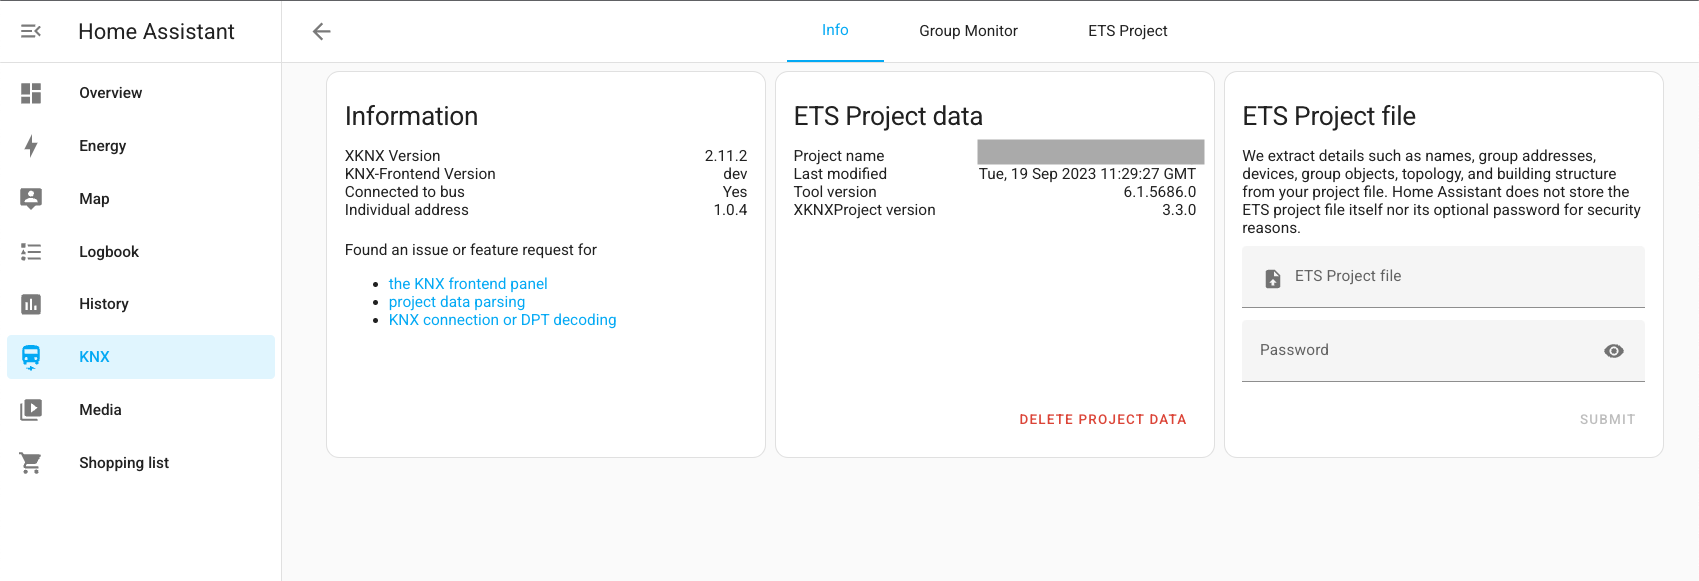 Home Assistant
Overview
Energy
Map
Logbook
History
KNX
Media
Shopping list
Info Group Monitor ETS Project
Information
XKNX Version 2.11.2
KNX-Frontend Version dev
Connected to bus Yes
Individual address 1.0.4
Found an issue or feature request for
the KNX frontend panel
project data parsing
KNX connection or DPT decoding
ETS Project data
Project name
Last modified Tue, 19 Sep 2023 11:29:27 GMT
Tool version 6.1.5686.0
XKNXProject version 3.3.0
DELETE PROJECT DATA
ETS Project file
We extract details such as names, group addresses,
devices, group objects, topology, and building structure
from your project file. Home Assistant does not store the
ETS project file itself nor its optional password for security
reasons.
ETS Project file
Password
SUBMIT